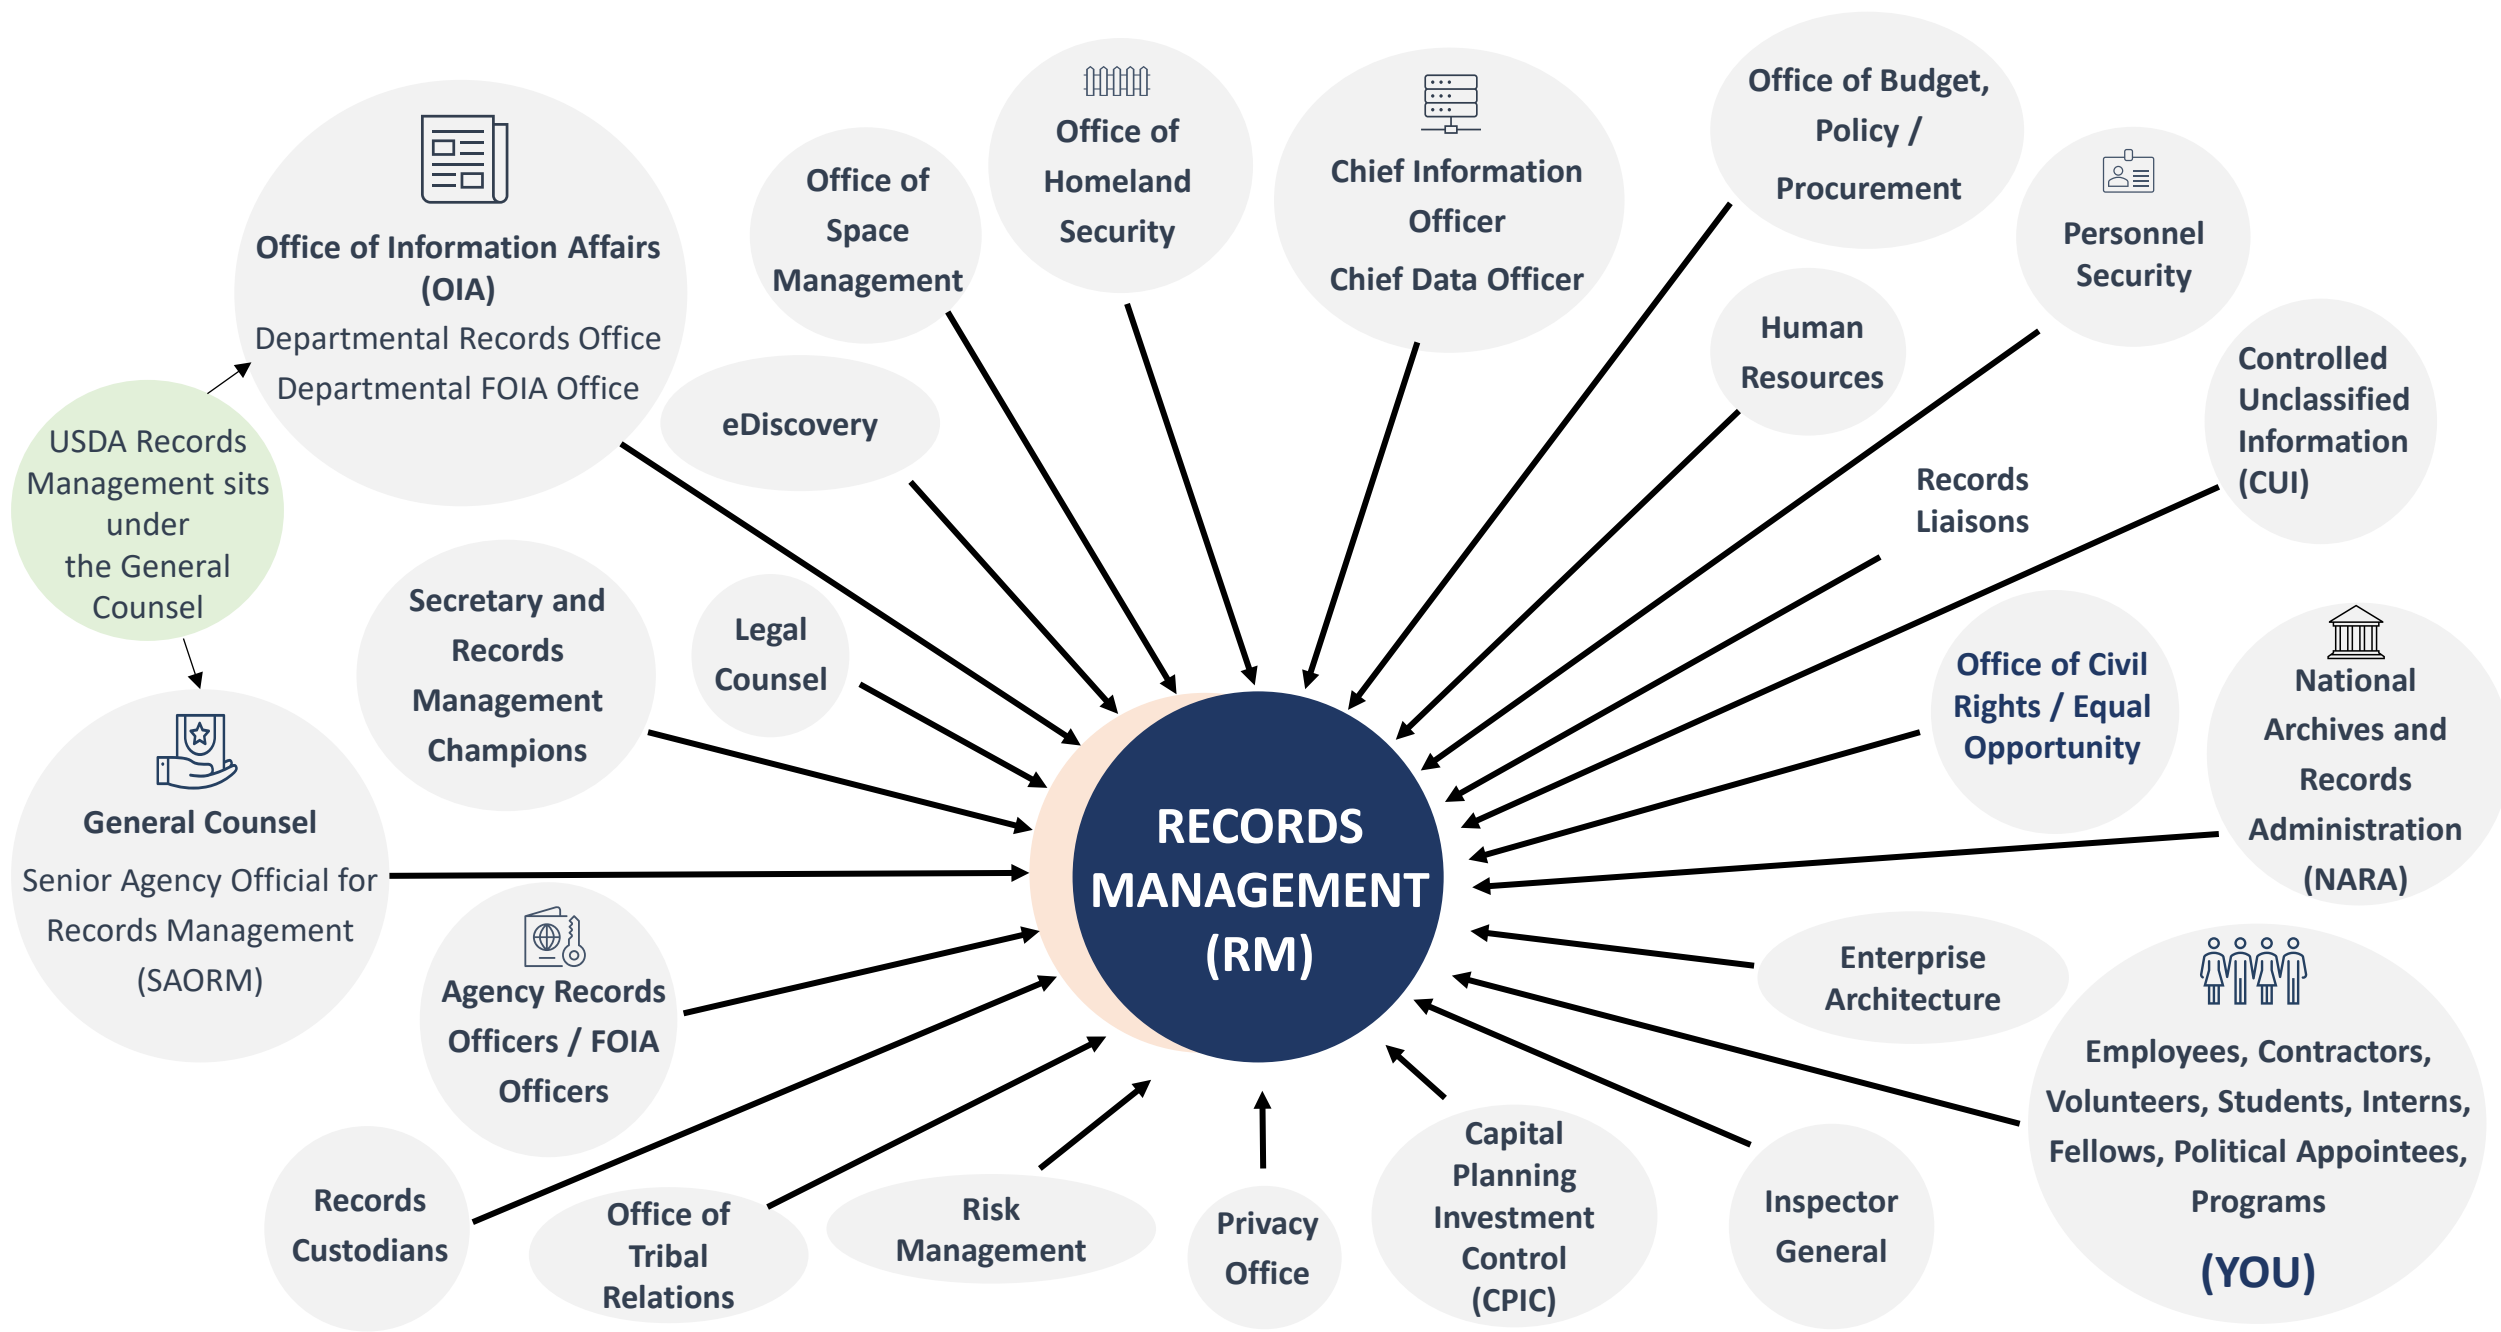 Office of Information Affairs
(OIA)
Departmental Records Office
Departmental FOIA Office
Office of
Space
Management
Office of
Homeland
Security
Chief Information
Officer
Chief Data Officer
Office of Budget,
Policy /
Procurement
Personnel
Security
Human
Resources
Controlled
Unclassified
Information
(CUI)
eDiscovery
Records
Liaisons
USDA Records
Management sits
under
the General
Counsel
Secretary and
Records
Management
Champions
Legal
Counsel
Office of Civil
Rights / Equal
Opportunity
National
Archives and
Records
Administration
(NARA)
General Counsel
Senior Agency Official for
Records Management
(SAORM)
RECORDS
MANAGEMENT
(RM)
Agency Records
Officers / FOIA
Officers
Enterprise
Architecture
Employees, Contractors,
Volunteers, Students, Interns,
Fellows, Political Appointees,
Programs
(YOU)
Records
Custodians
Office of
Tribal
Relations
Risk
Management
Privacy
Office
Capital
Planning
Investment
Control
(CPIC)
Inspector
General